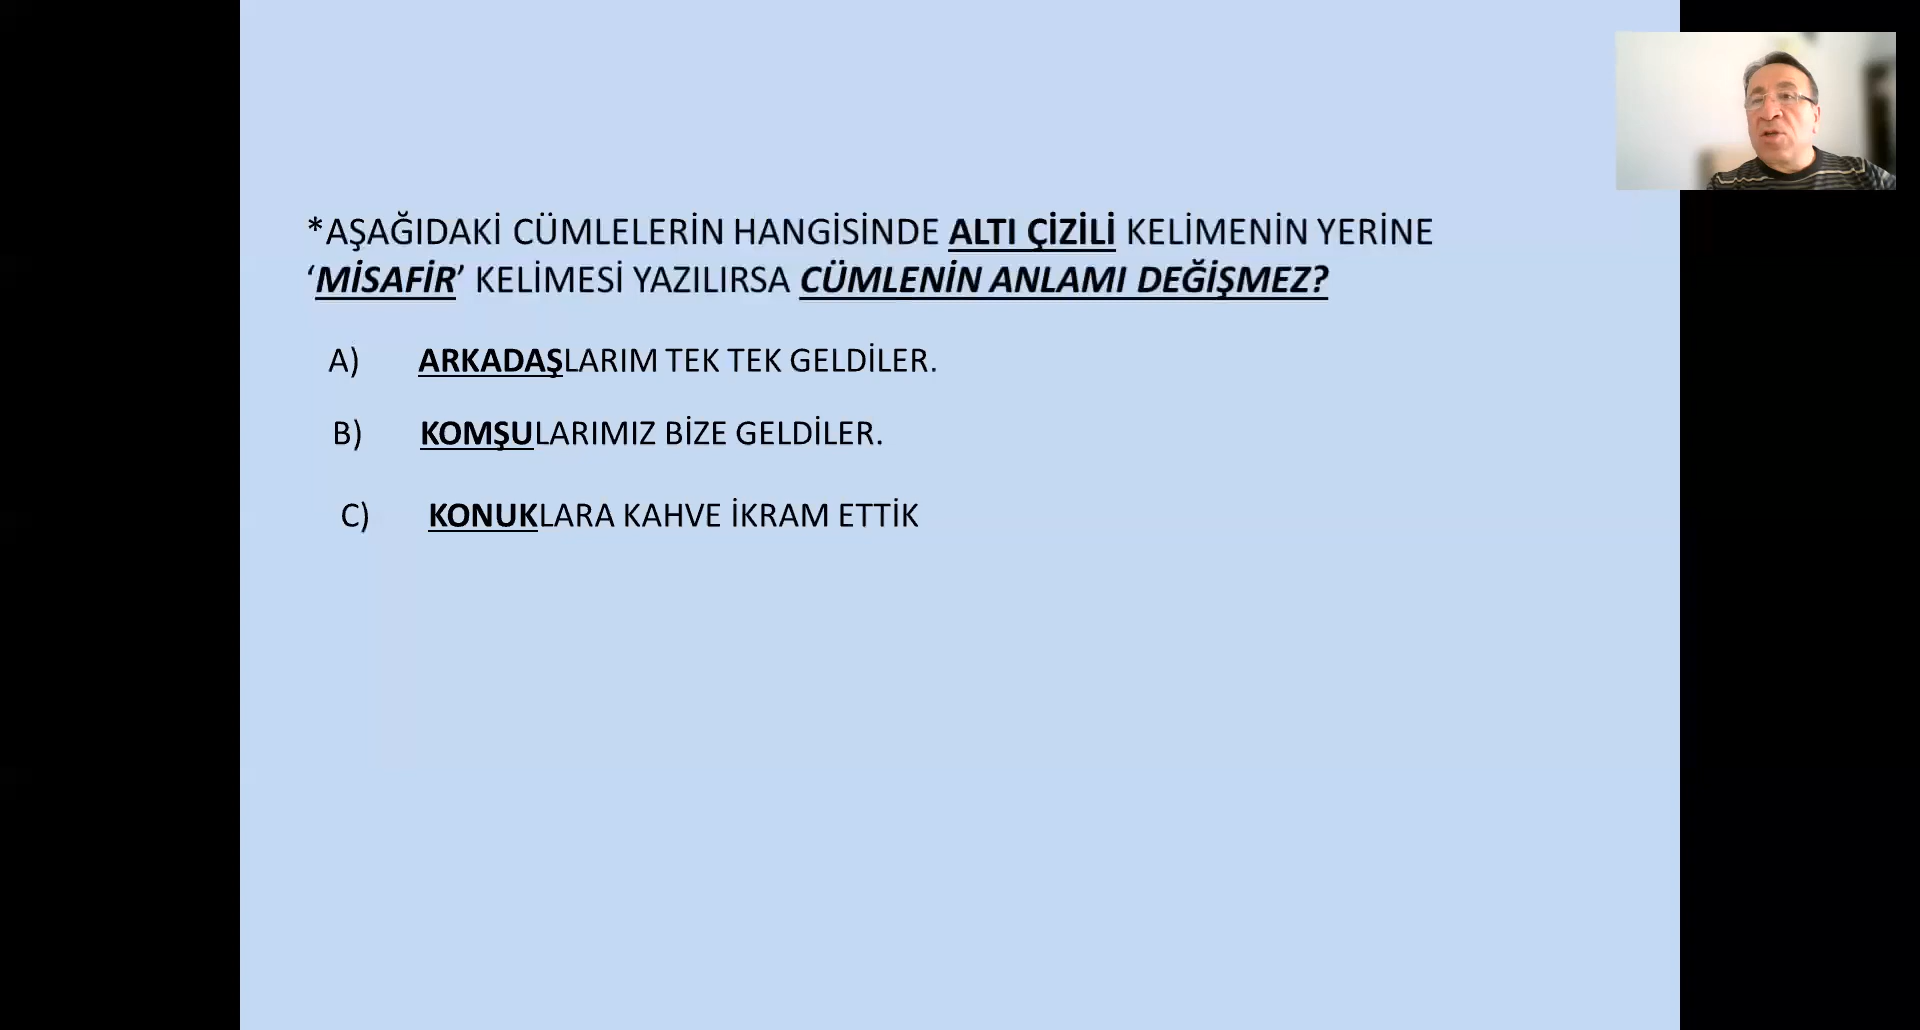 *AŞAĞIDAKİ CÜMLELERİN HANGİSİNDE ALTI ÇİZİLİ KELİMENİN YERİNE
‘MİSAFİR’ KELİMESİ YAZILIRSA CÜMLENİN ANLAMI DEĞİŞMEZ?
A) ARKADAŞLARIM TEK TEK GELDİLER.
B) KOMŞULARIMIZ BİZE GELDİLER.
C) KONUKLARA KAHVE İKRAM ETTİK